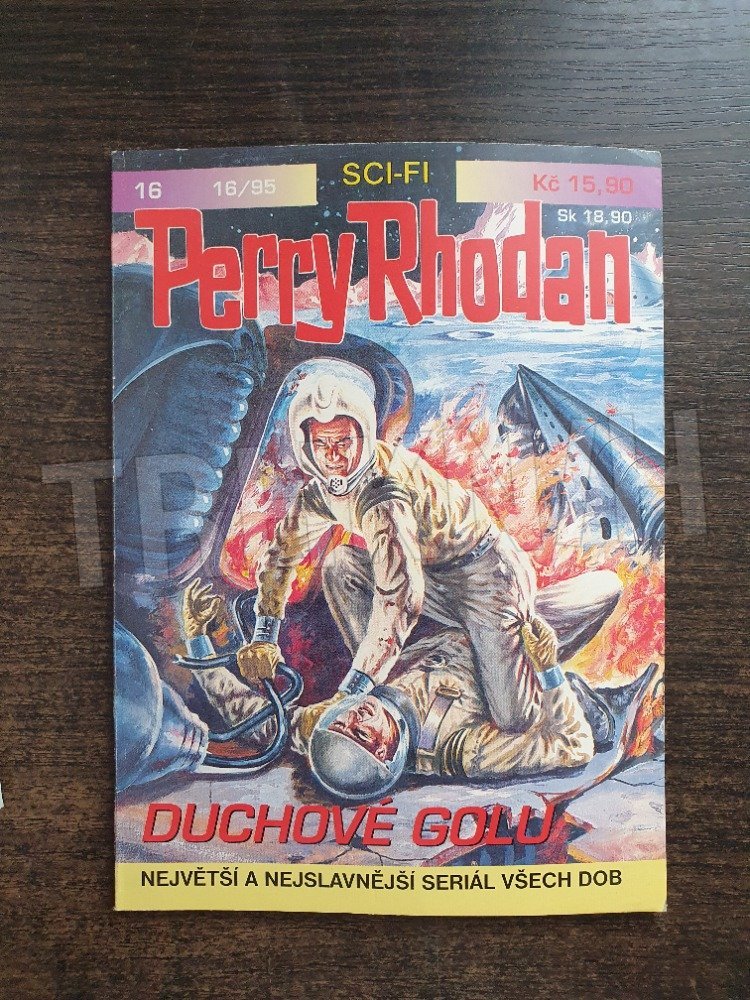 SCI-FI
16 16/95 Kč 15,90
Sk 18,90
Perry Rhodan
DUCHOVÉ GOLU
NEJVĚTŠÍ A NEJSLAVNĚJŠÍ SERIÁL VŠECH DOB